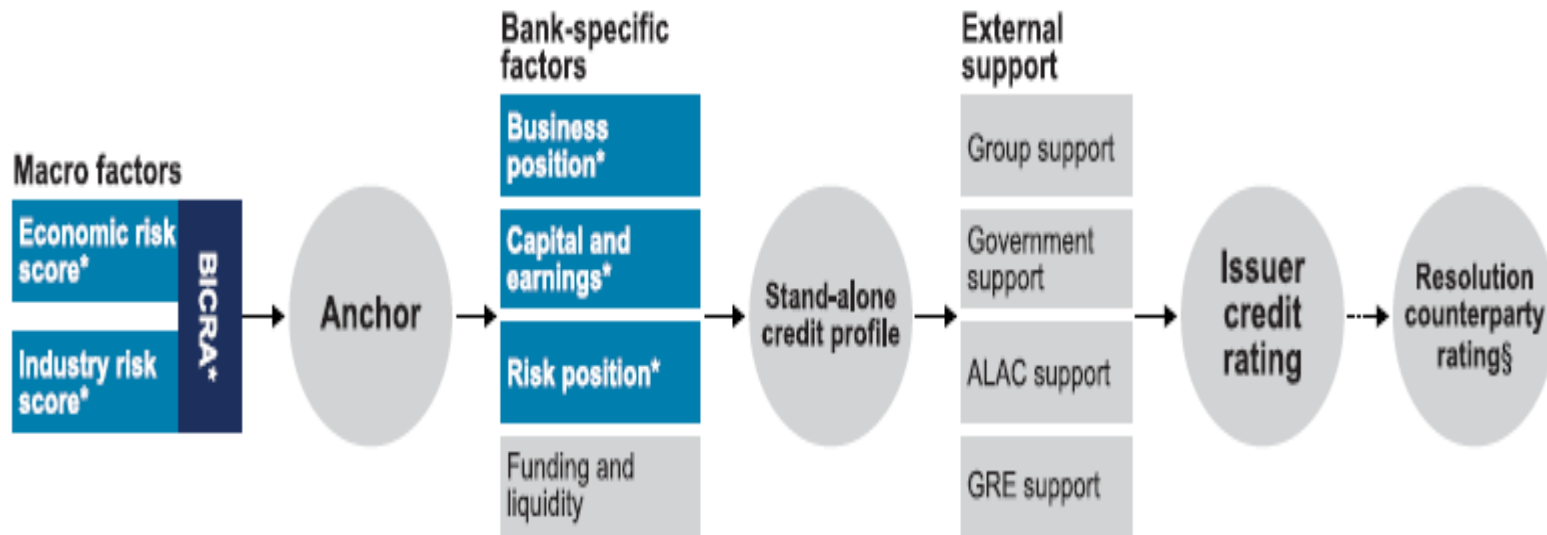 Macro factors
Economic risk
score*
Industry risk
score*
BICRA*
Anchor
Bank-specific
factors
Business
position*
Capital and
earnings*
Risk position*
Funding and
liquidity
Stand-alone
credit profile
External
support
Group support
Government
support
ALAC support
GRE support
Issuer
credit
rating
Resolution
counterparty
rating§